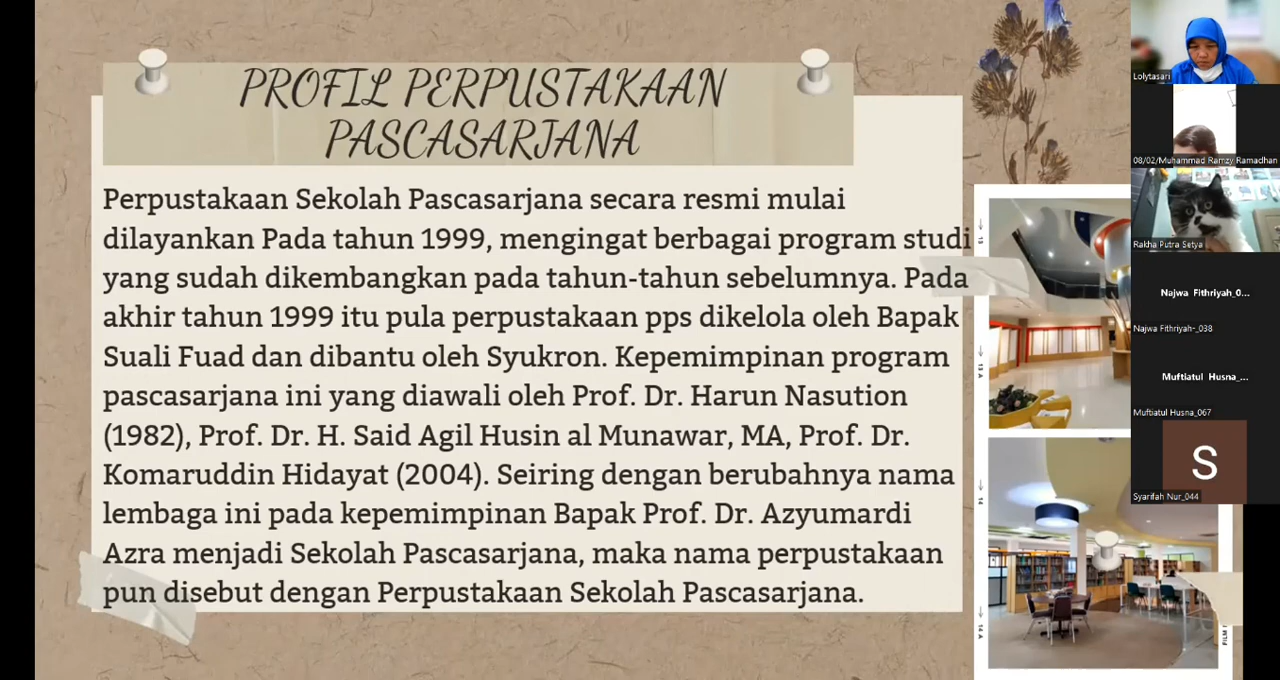 PROFIL PERPUSTAKAAN
PASCASARJANA
Perpustakaan Sekolah Pascasarjana secara resmi mulai
dilayankan Pada tahun 1999, mengingat berbagai program studi
yang sudah dikembangkan pada tahun-tahun sebelumnya. Pada
akhir tahun 1999 itu pula perpustakaan pps dikelola oleh Bapak
Suali Fuad dan dibantu oleh Syukron. Kepemimpinan program
pascasarjana ini yang diawali oleh Prof. Dr. Harun Nasution
(1982), Prof. Dr. H. Said Agil Husin al Munawar, MA, Prof. Dr.
Komaruddin Hidayat (2004). Seiring dengan berubahnya nama
lembaga ini pada kepemimpinan Bapak Prof. Dr. Azyumardi
Azra menjadi Sekolah Pascasarjana, maka nama perpustakaan
pun disebut dengan Perpustakaan Sekolah Pascasarjana.
13
13 A
14
14 A
FILM
Lolytasari
08/02/Muhammad Ramzy Ramadhan
Rakha Putra Setya
Najwa Fithriyah_0...
Najwa Fithriyah-_038
Muftiatul Husna_...
Muftiatul Husna_067
S
Syarifah Nur_044